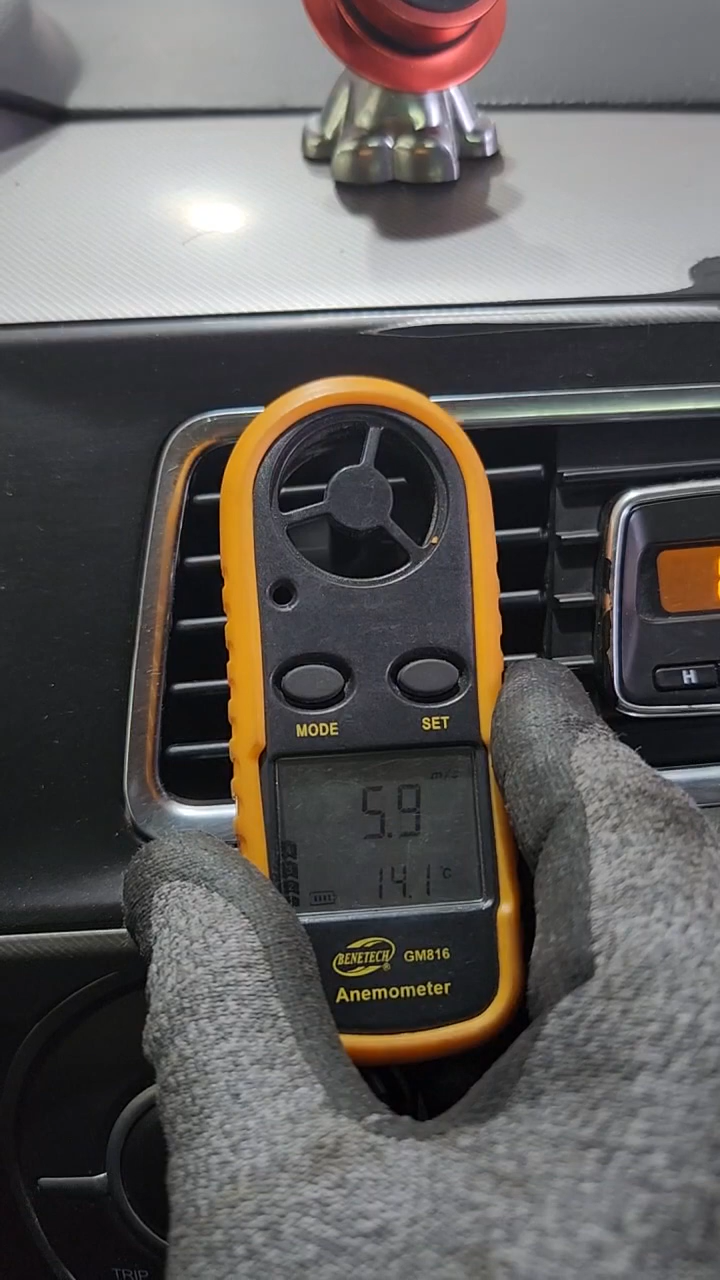 H
MODE
SET
m/s
5.9
14.1 °C
BENETECH ®
GM816
Anemometer
TRIP